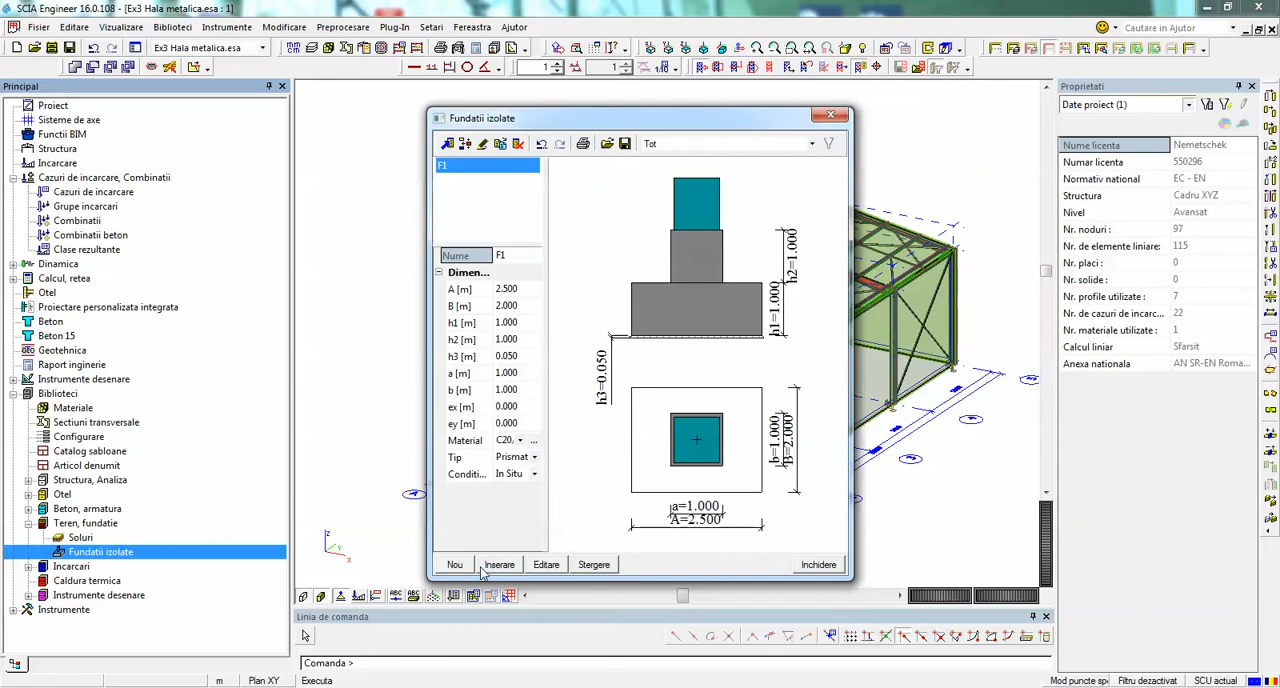 SCIA Engineer 16.0.108 - [Ex3 Hala metalica.esa : 1]
Fisier Editare Vizualizare Biblioteci Instrumente Modificare Preprocesare Plug-In Setari Fereastra Ajutor
Cautare in Ajutor
Ex3 Hala metalica.esa
1 1
Principal
Proiect
Sisteme de axe
Functii BIM
Structura
Incarcare
Cazuri de incarcare, Combinatii
Cazuri de incarcare
Grupe incarcari
Combinatii
Combinatii beton
Clase rezultante
Dinamica
Calcul, retea
Otel
Proiectare personalizata integrata
Beton
Beton 15
Geotehnica
Raport inginerie
Instrumente desenare
Biblioteci
Materiale
Sectiuni transversale
Configurare
Catalog sabloane
Articol denumit
Structura, Analiza
Otel
Beton, armatura
Teren, fundatie
Soluri
Fundatii izolate
Incarcari
Caldura termica
Instrumente desenare
Instrumente
Fundatii izolate
Tot
F1
Nume F1
Dimen...
A [m] 2.500
B [m] 2.000
h1 [m] 1.000
h2 [m] 1.000
h3 [m] 0.050
a [m] 1.000
b [m] 1.000
ex [m] 0.000
ey [m] 0.000
Material C20, ...
Tip Prismat
Conditi... In Situ
h2=1.000
h1=1.000
h3=0.050
b=1.000
B=2.000
a=1.000
A=2.500
Nou Inserare Editare Stergere Inchidere
z
y
x
Proprietati
Date proiect (1)
Nume licenta Nemetschek
Numar licenta 550296
Normativ national EC - EN
Structura Cadru XYZ
Nivel Avansat
Nr. noduri : 97
Nr. de elemente liniare: 115
Nr. placi : 0
Nr. solide : 0
Nr. profile utilizate : 7
Nr. de cazuri de incarc... 22
Nr. materiale utilizate : 1
Calcul liniar Sfarsit
Anexa nationala AN SR-EN Roma...
Linia de comanda
Comanda >
m Plan XY Executa Mod puncte sp Filtru dezactivat SCU actual